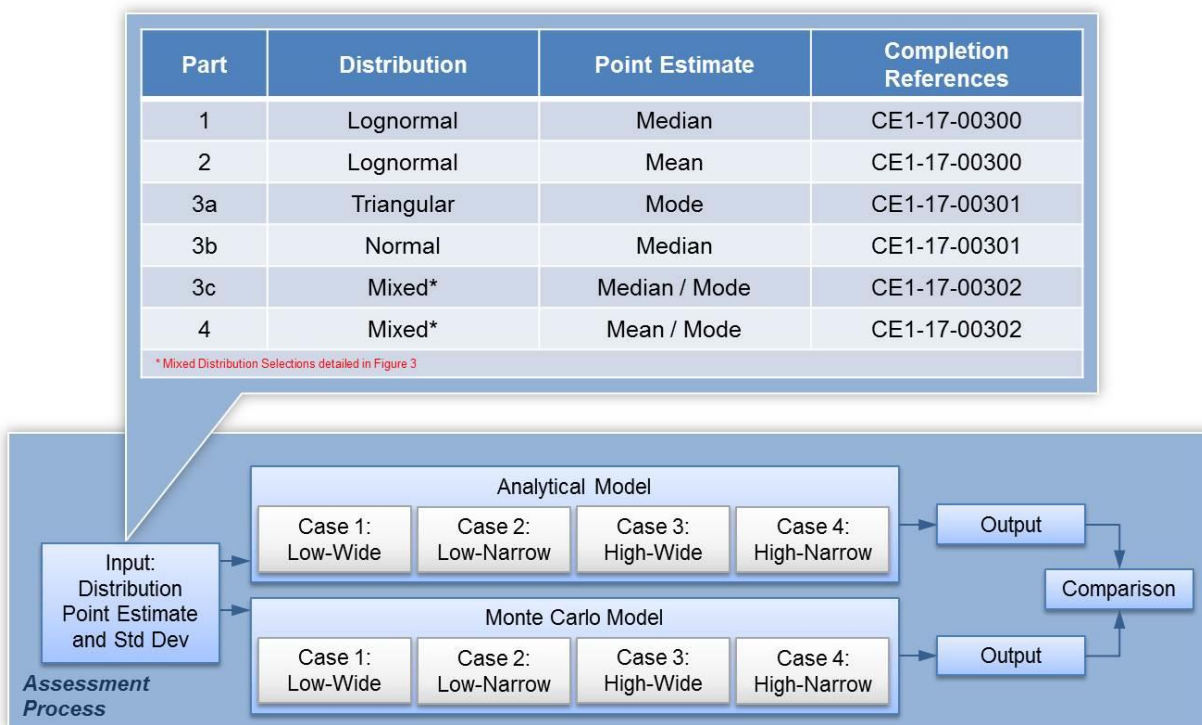 Part Distribution Point Estimate Completion References
1 Lognormal Median CE1-17-00300
2 Lognormal Mean CE1-17-00300
3a Triangular Mode CE1-17-00301
3b Normal Median CE1-17-00301
3c Mixed* Median / Mode CE1-17-00302
4 Mixed* Mean / Mode CE1-17-00302
* Mixed Distribution Selections detailed in Figure 3
Input:
Distribution
Point Estimate
and Std Dev
Analytical Model
Case 1:
Low-Wide
Case 2:
Low-Narrow
Case 3:
High-Wide
Case 4:
High-Narrow
Output
Monte Carlo Model
Case 1:
Low-Wide
Case 2:
Low-Narrow
Case 3:
High-Wide
Case 4:
High-Narrow
Output
Comparison
Assessment
Process